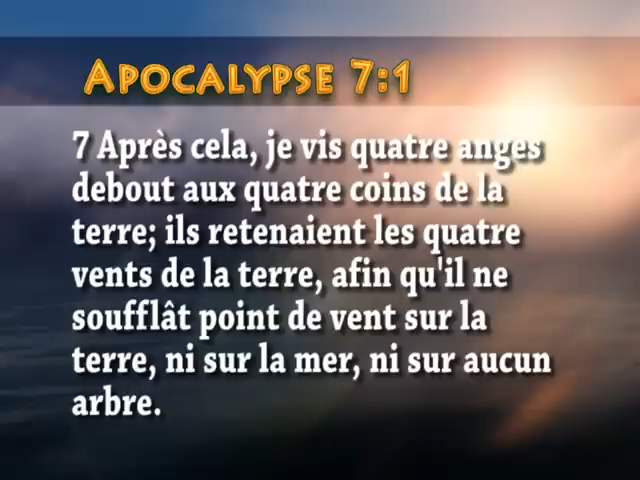 APOCALYPSE 7:1
7 Après cela, je vis quatre anges
debout aux quatre coins de la
terre; ils retenaient les quatre
vents de la terre, afin qu'il ne
soufflât point de vent sur la
terre, ni sur la mer, ni sur aucun
arbre.